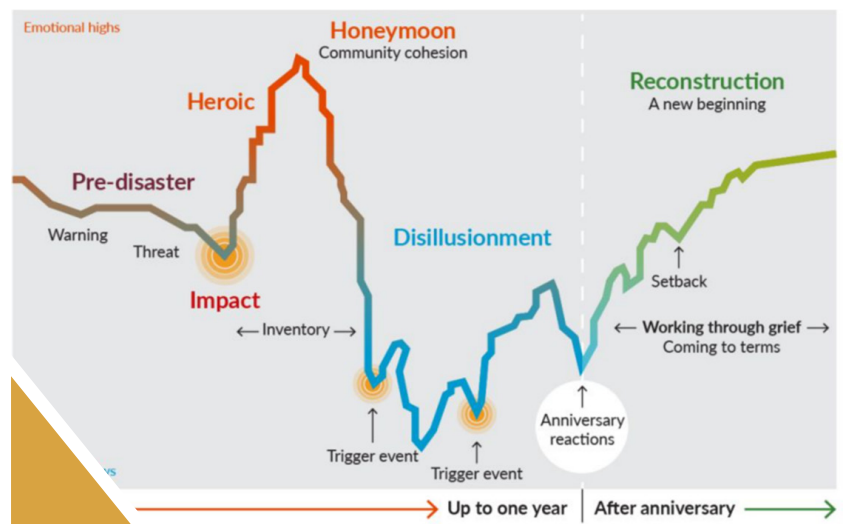 Emotional highs
Honeymoon
Community cohesion
Heroic
Reconstruction
A new beginning
Pre-disaster
Warning
Threat
Impact
Disillusionment
Inventory
Setback
Working through grief
Coming to terms
Trigger event
Trigger event
Anniversary
reactions
Up to one year
After anniversary